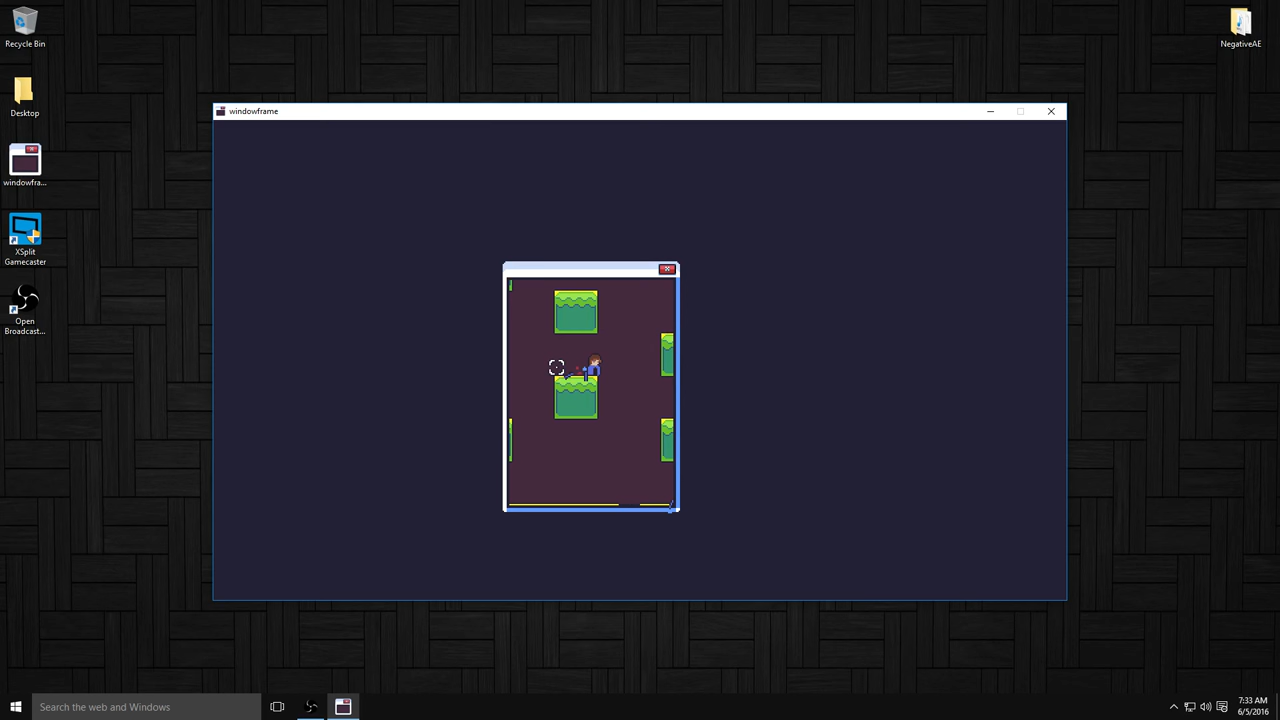 Recycle Bin
NegativeAE
Desktop
windowframe
windowfra...
XSplit
Gamecaster
Open
Broadcast...
Search the web and Windows
7:33 AM
6/5/2016